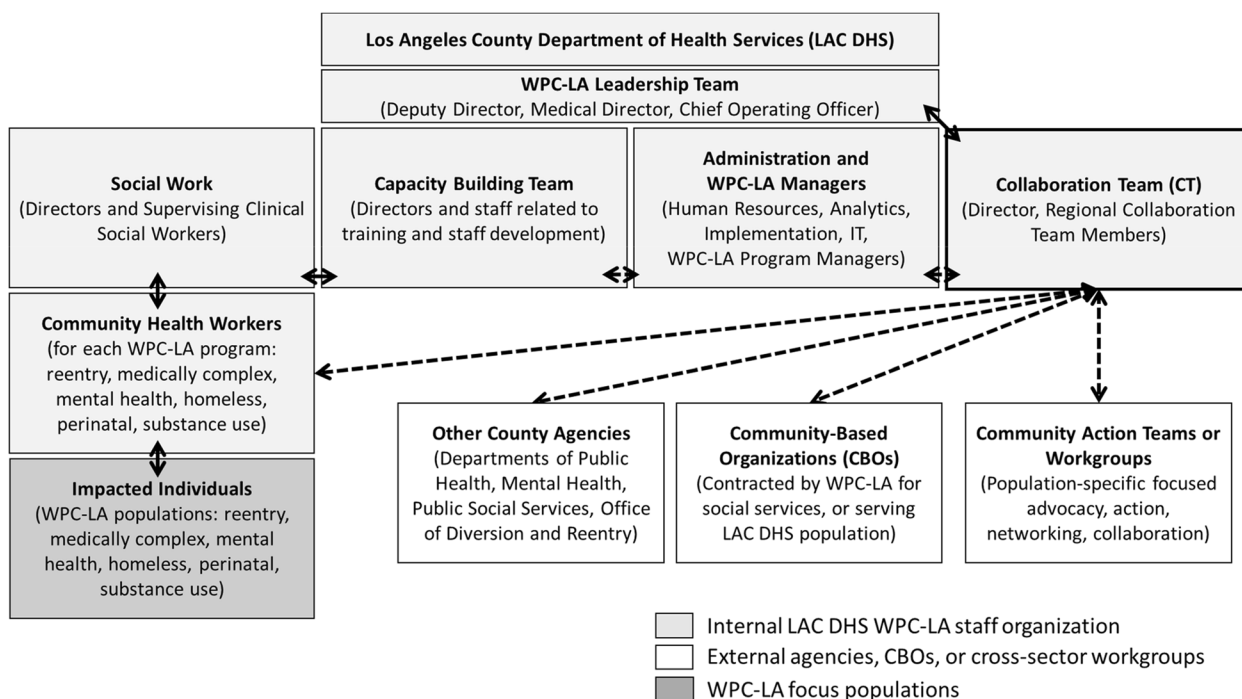 Los Angeles County Department of Health Services (LAC DHS)
WPC-LA Leadership Team
(Deputy Director, Medical Director, Chief Operating Officer)
Social Work
(Directors and Supervising Clinical
Social Workers)
Capacity Building Team
(Directors and staff related to
training and staff development)
Administration and
WPC-LA Managers
(Human Resources, Analytics,
Implementation, IT,
WPC-LA Program Managers)
Collaboration Team (CT)
(Director, Regional Collaboration
Team Members)
Community Health Workers
(for each WPC-LA program:
reentry, medically complex,
mental health, homeless,
perinatal, substance use)
Impacted Individuals
(WPC-LA populations: reentry,
medically complex, mental
health, homeless, perinatal,
substance use)
Other County Agencies
(Departments of Public
Health, Mental Health,
Public Social Services, Office
of Diversion and Reentry)
Community-Based
Organizations (CBOs)
(Contracted by WPC-LA for
social services, or serving
LAC DHS population)
Community Action Teams or
Workgroups
(Population-specific focused
advocacy, action,
networking, collaboration)
Internal LAC DHS WPC-LA staff organization
External agencies, CBOs, or cross-sector workgroups
WPC-LA focus populations